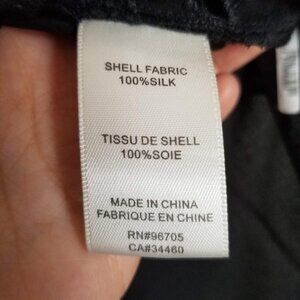 SHELL FABRIC
100%SILK
TISSU DE SHELL
100%SOIE
MADE IN CHINA
FABRIQUE EN CHINE
RN#96705
CA#34460